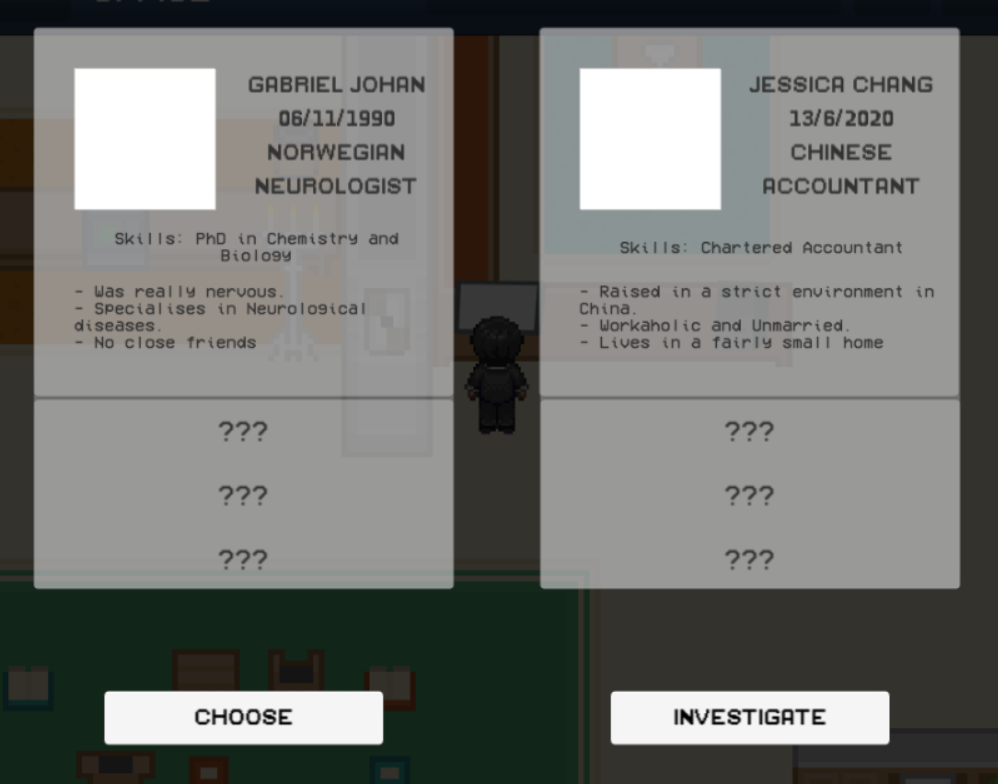 GABRIEL JOHAN
06/11/1990
NORWEGIAN
NEUROLOGIST
Skills: PhD in Chemistry and
Biology
- Was really nervous.
- Specialises in Neurological
diseases.
- No close friends
???
???
???
CHOOSE
JESSICA CHANG
13/6/2020
CHINESE
ACCOUNTANT
Skills: Chartered Accountant
- Raised in a strict environment in
China.
- Workaholic and Unmarried.
- Lives in a fairly small home
???
???
???
INVESTIGATE